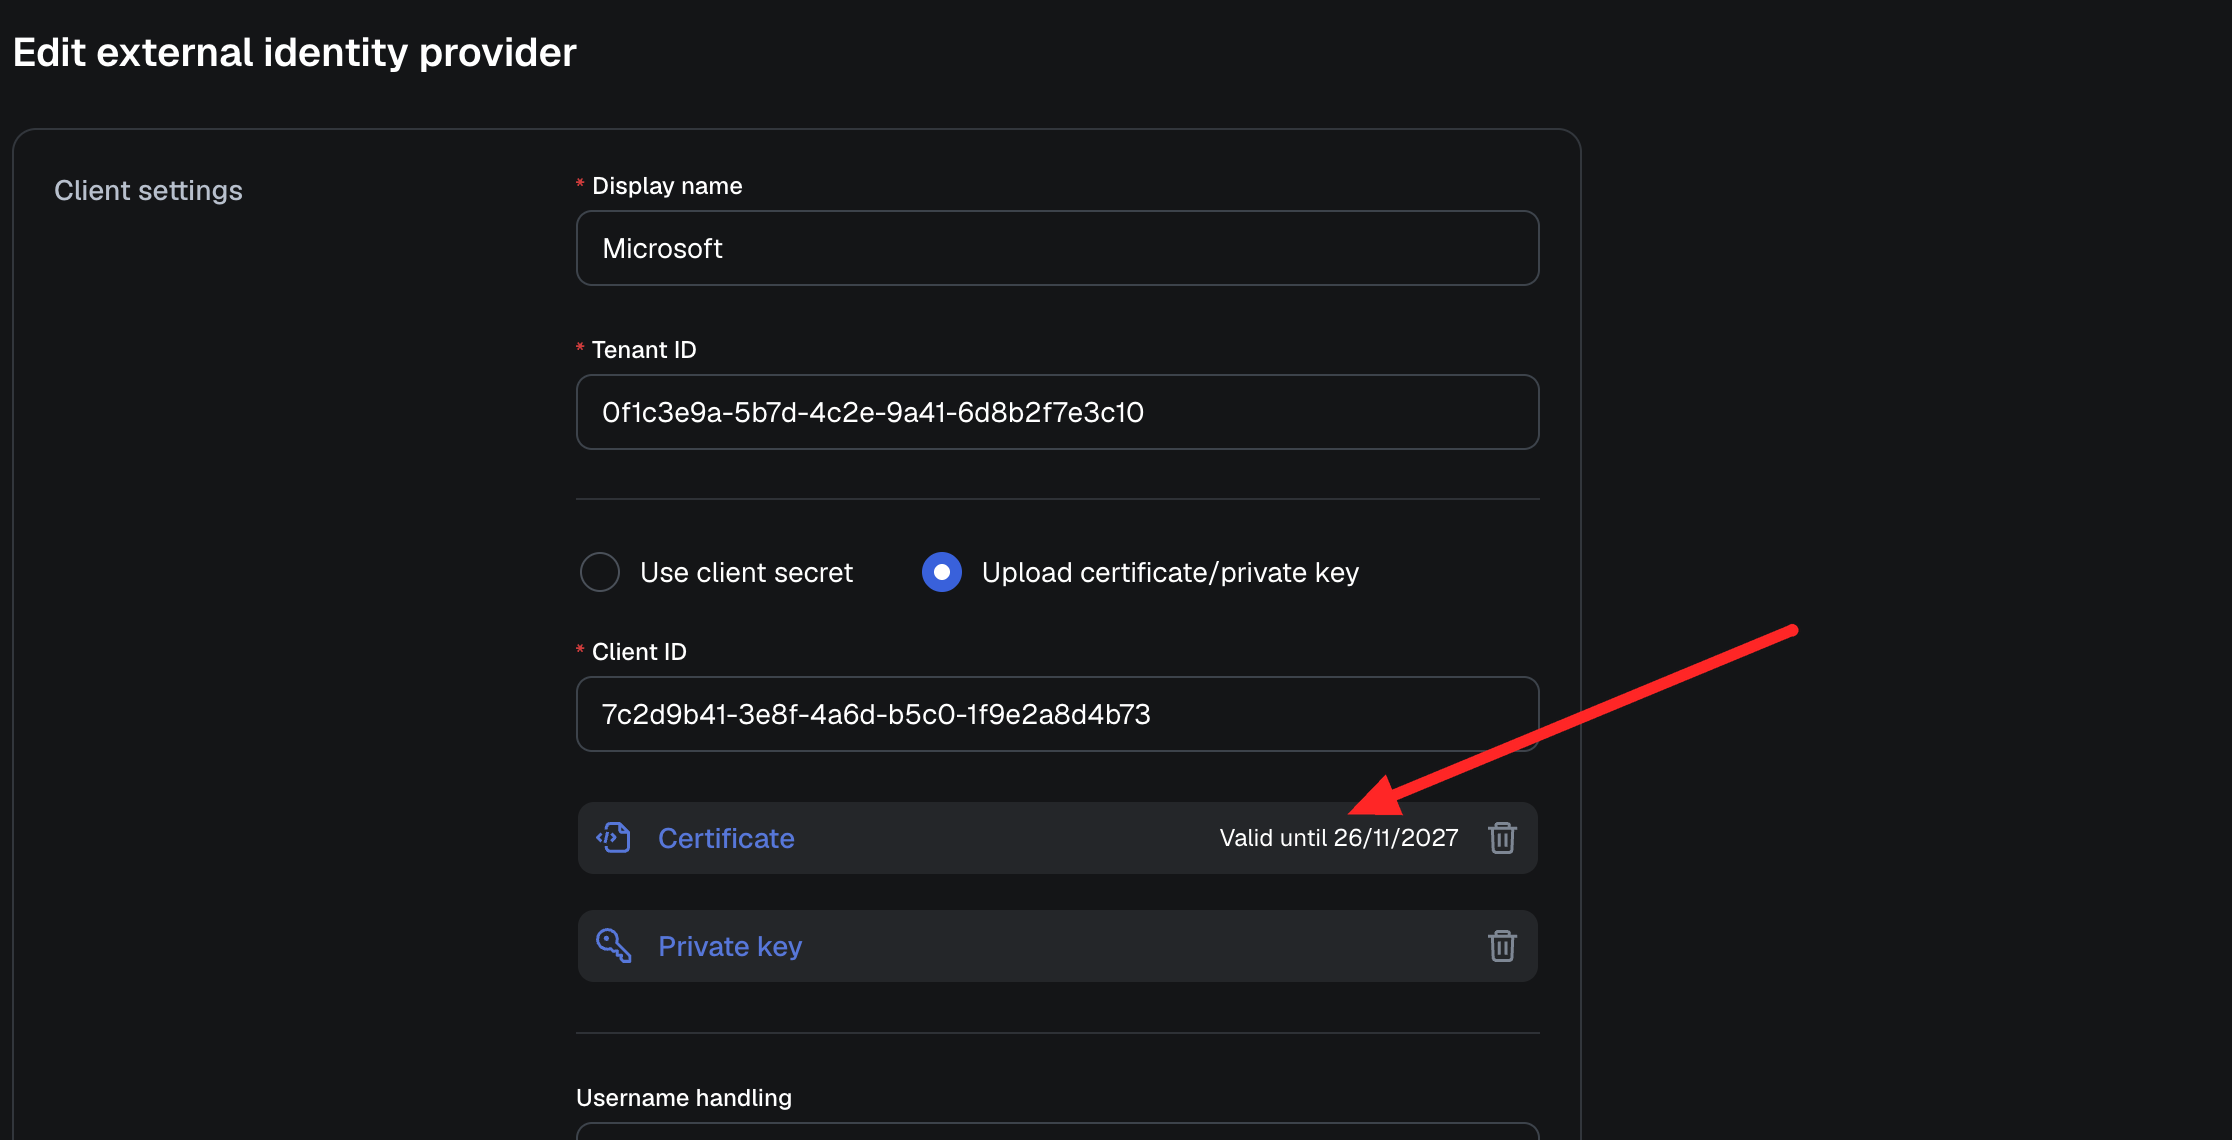 Edit external identity provider
Client settings
* Display name
Microsoft
* Tenant ID
0f1c3e9a-5b7d-4c2e-9a41-6d8b2f7e3c10
Use client secret
Upload certificate/private key
* Client ID
7c2d9b41-3e8f-4a6d-b5c0-1f9e2a8d4b73
Certificate
Valid until 26/11/2027
Private key
Username handling